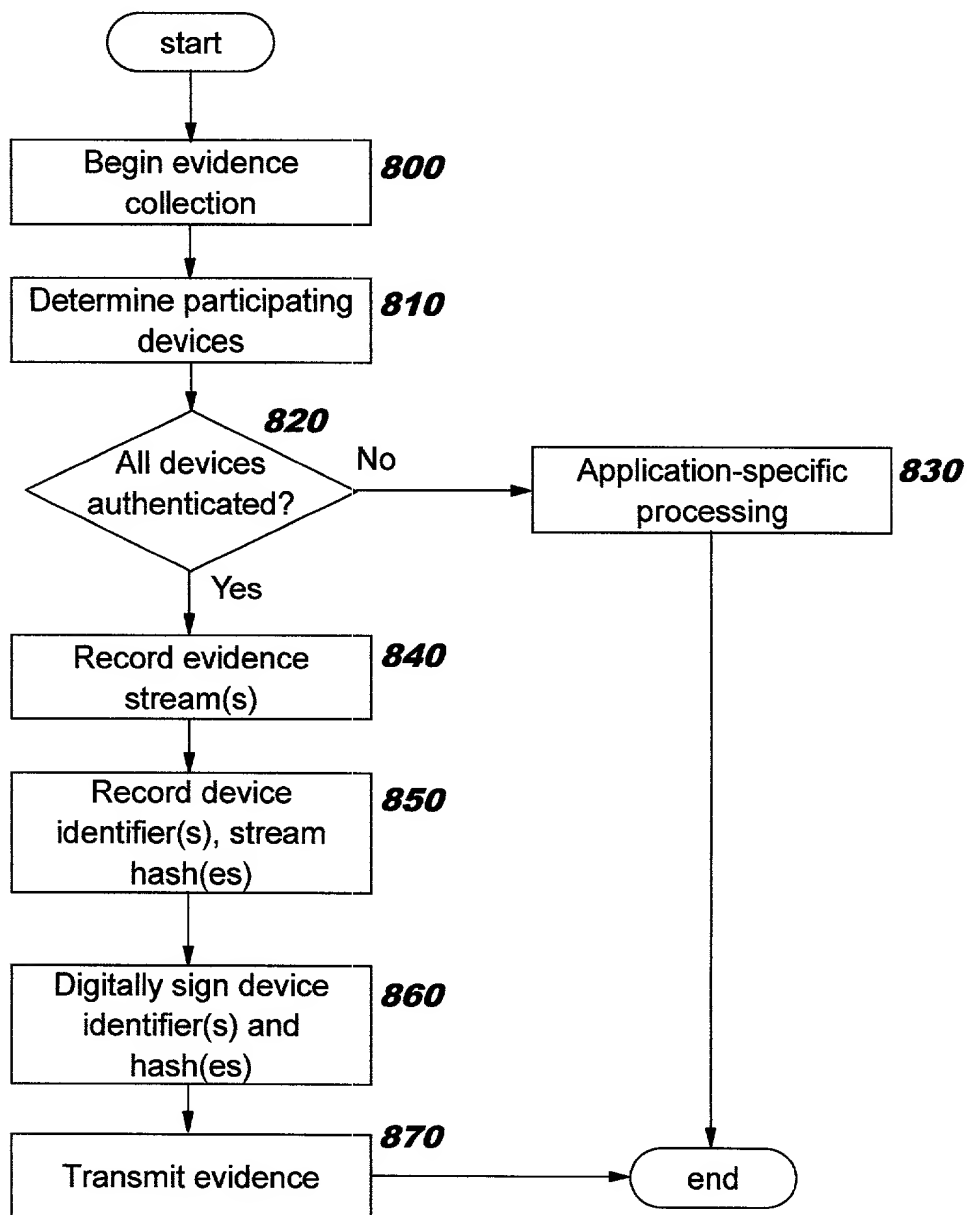 start
Begin evidence
collection
800
Determine participating
devices
810
820
All devices
authenticated?
No
Yes
Application-specific
processing
830
Record evidence
stream(s)
840
Record device
identifier(s), stream
hash(es)
850
Digitally sign device
identifier(s) and
hash(es)
860
870
Transmit evidence
end